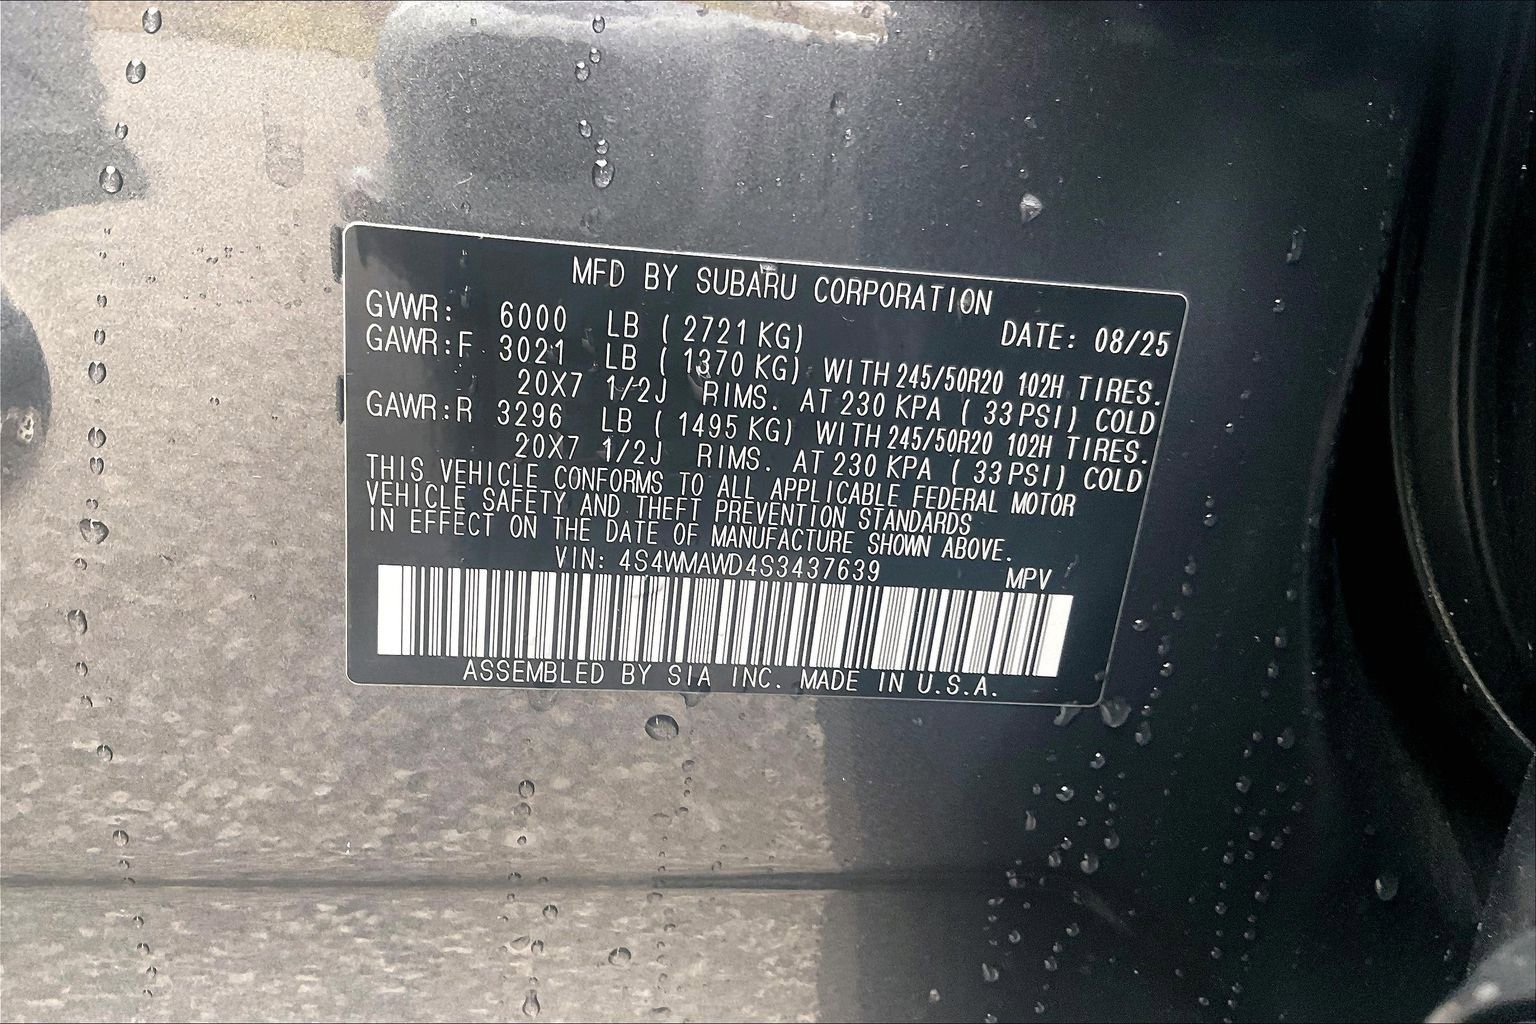 MFD BY SUBARU CORPORATION
GVWR: 6000 LB ( 2721 KG) DATE: 08/25
GAWR:F 3021 LB ( 1370 KG) WITH 245/50R20 102H TIRES.
20X7 1/2J RIMS. AT 230 KPA ( 33 PSI) COLD
GAWR:R 3296 LB ( 1495 KG) WITH 245/50R20 102H TIRES.
20X7 1/2J RIMS. AT 230 KPA ( 33 PSI) COLD
THIS VEHICLE CONFORMS TO ALL APPLICABLE FEDERAL MOTOR
VEHICLE SAFETY AND THEFT PREVENTION STANDARDS
IN EFFECT ON THE DATE OF MANUFACTURE SHOWN ABOVE.
VIN: 4S4WMAWD4S3437639 MPV
ASSEMBLED BY SIA INC. MADE IN U.S.A.